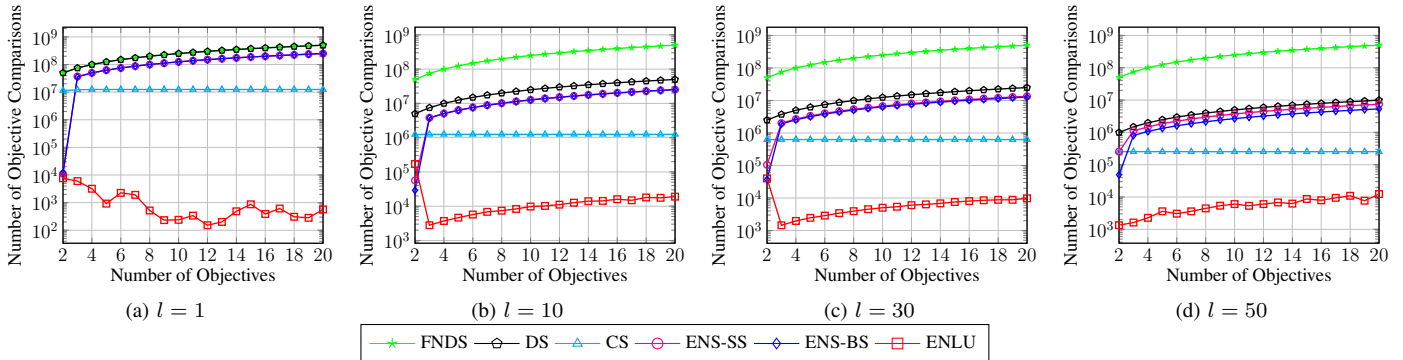 Number of Objective Comparisons
10^9
10^8
10^7
10^6
10^5
10^4
10^3
10^2
2 4 6 8 10 12 14 16 18 20
Number of Objectives
(a) l = 1
Number of Objective Comparisons
10^9
10^8
10^7
10^6
10^5
10^4
10^3
2 4 6 8 10 12 14 16 18 20
Number of Objectives
(b) l = 10
Number of Objective Comparisons
10^9
10^8
10^7
10^6
10^5
10^4
10^3
2 4 6 8 10 12 14 16 18 20
Number of Objectives
(c) l = 30
Number of Objective Comparisons
10^9
10^8
10^7
10^6
10^5
10^4
10^3
2 4 6 8 10 12 14 16 18 20
Number of Objectives
(d) l = 50
FNDS DS CS ENS-SS ENS-BS ENLU